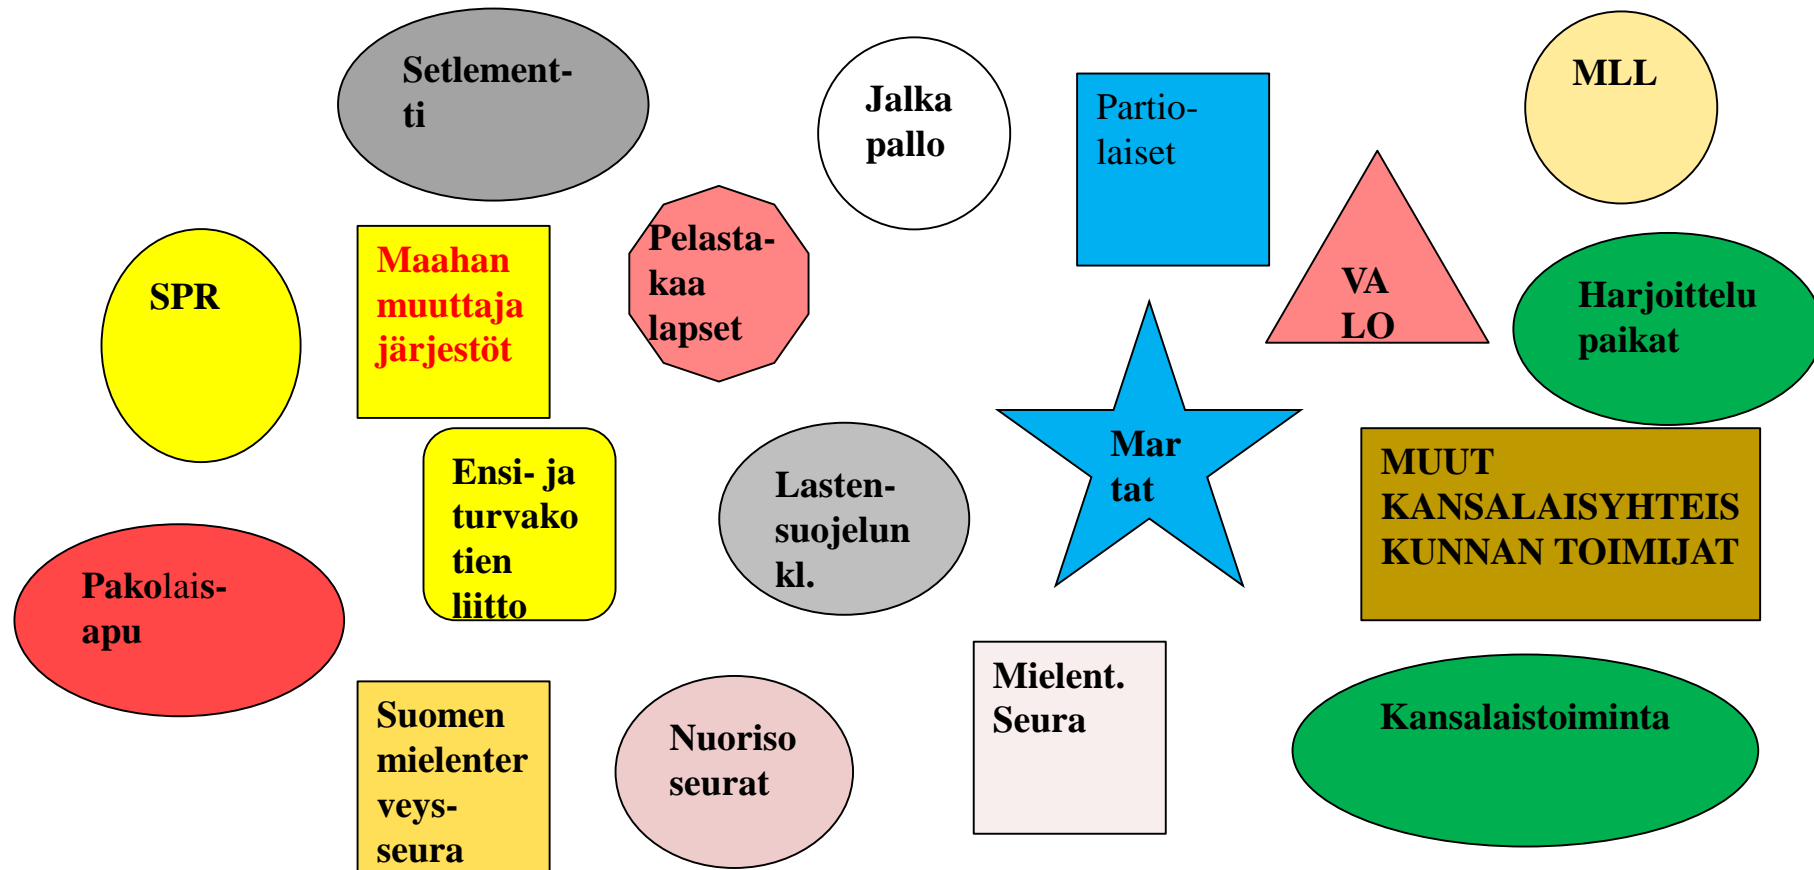 Setlement-
ti
Jalka
pallo
Partio-
laiset
MLL
SPR
Maahan
muuttaja
järjestöt
Pelasta-
kaa
lapset
VA
LO
Harjoittelu
paikat
Ensi- ja
turvako
tien
liitto
Lasten-
suojelun
kl.
Mar
tat
MUUT
KANSALAISYHTEIS
KUNNAN TOIMIJAT
Pakolais-
apu
Suomen
mielenter
veys-
seura
Nuoriso
seurat
Mielent.
Seura
Kansalaistoiminta